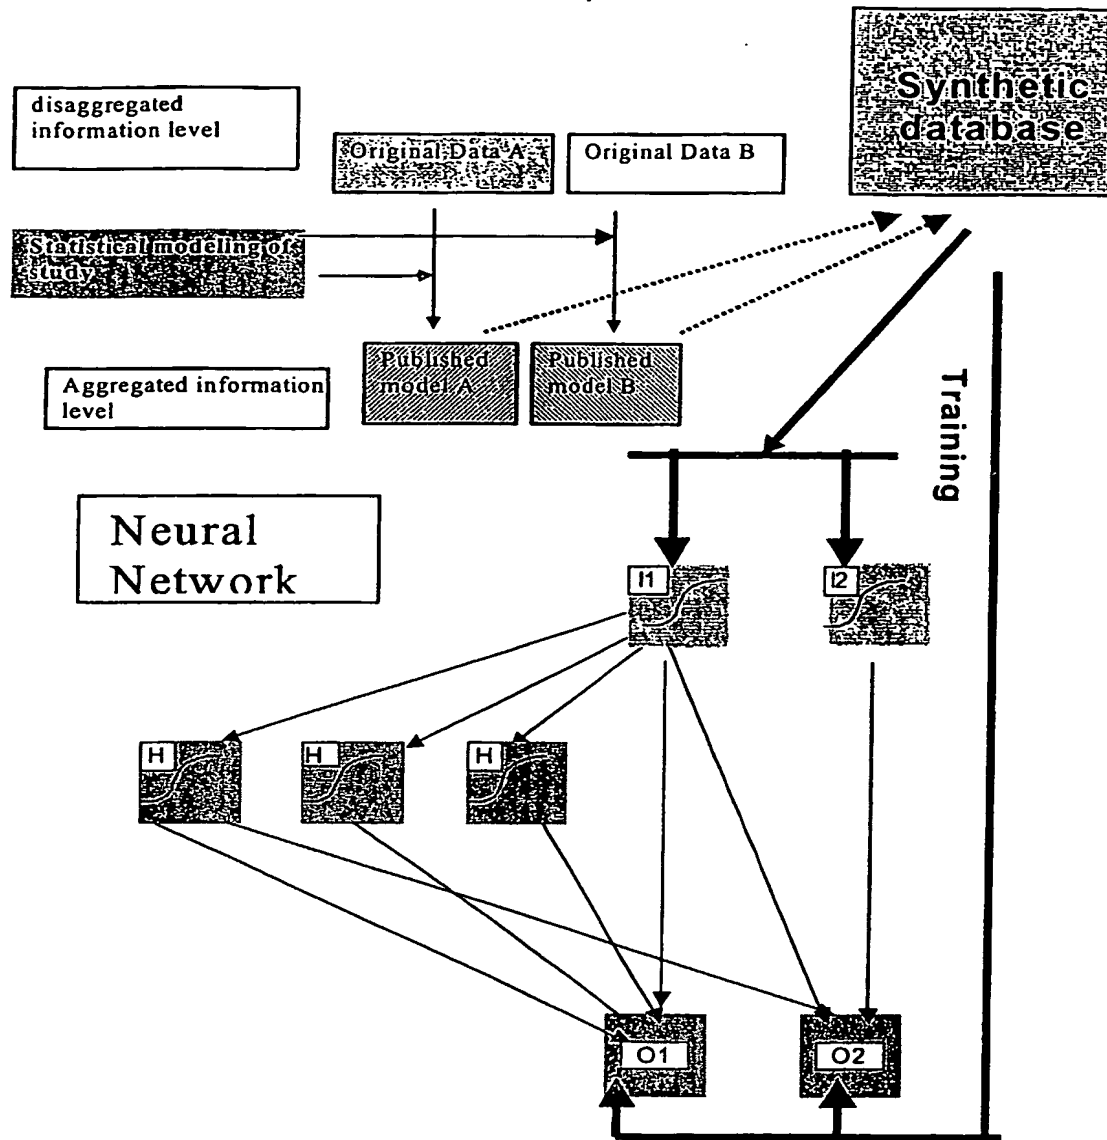 Synthetic
database
disaggregated
information level
Original Data A
Original Data B
Statistical modeling of
study
Published
model A
Published
model B
Aggregated information
level
Training
Neural
Network
I1
I2
H
H
H
O1
O2